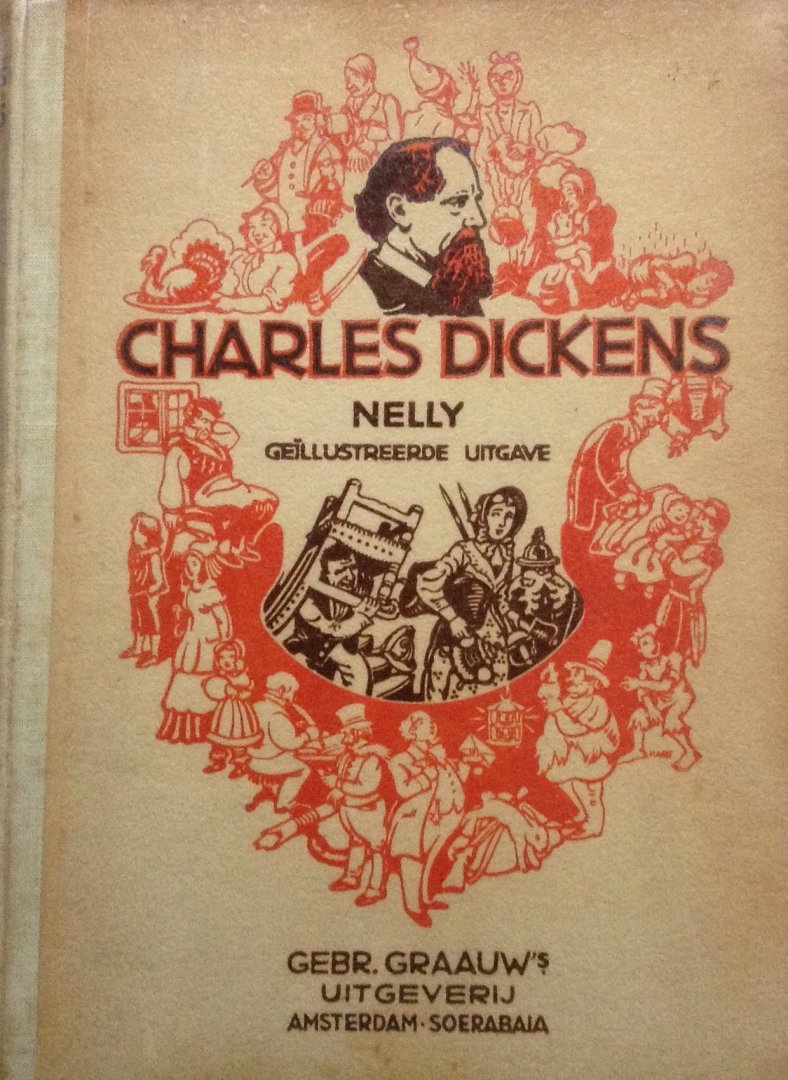 CHARLES DICKENS
NELLY
GEÏLLUSTREERDE UITGAVE
GEBR. GRAAUW'S
UITGEVERIJ
AMSTERDAM · SOERABAIA